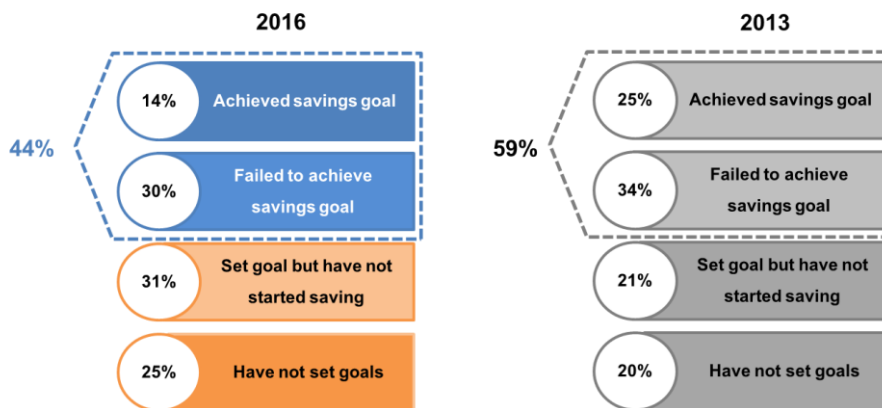 2016
14%
Achieved savings goal
44%
30%
Failed to achieve
savings goal
31%
Set goal but have not
started saving
25%
Have not set goals
2013
25%
Achieved savings goal
59%
34%
Failed to achieve
savings goal
21%
Set goal but have not
started saving
20%
Have not set goals